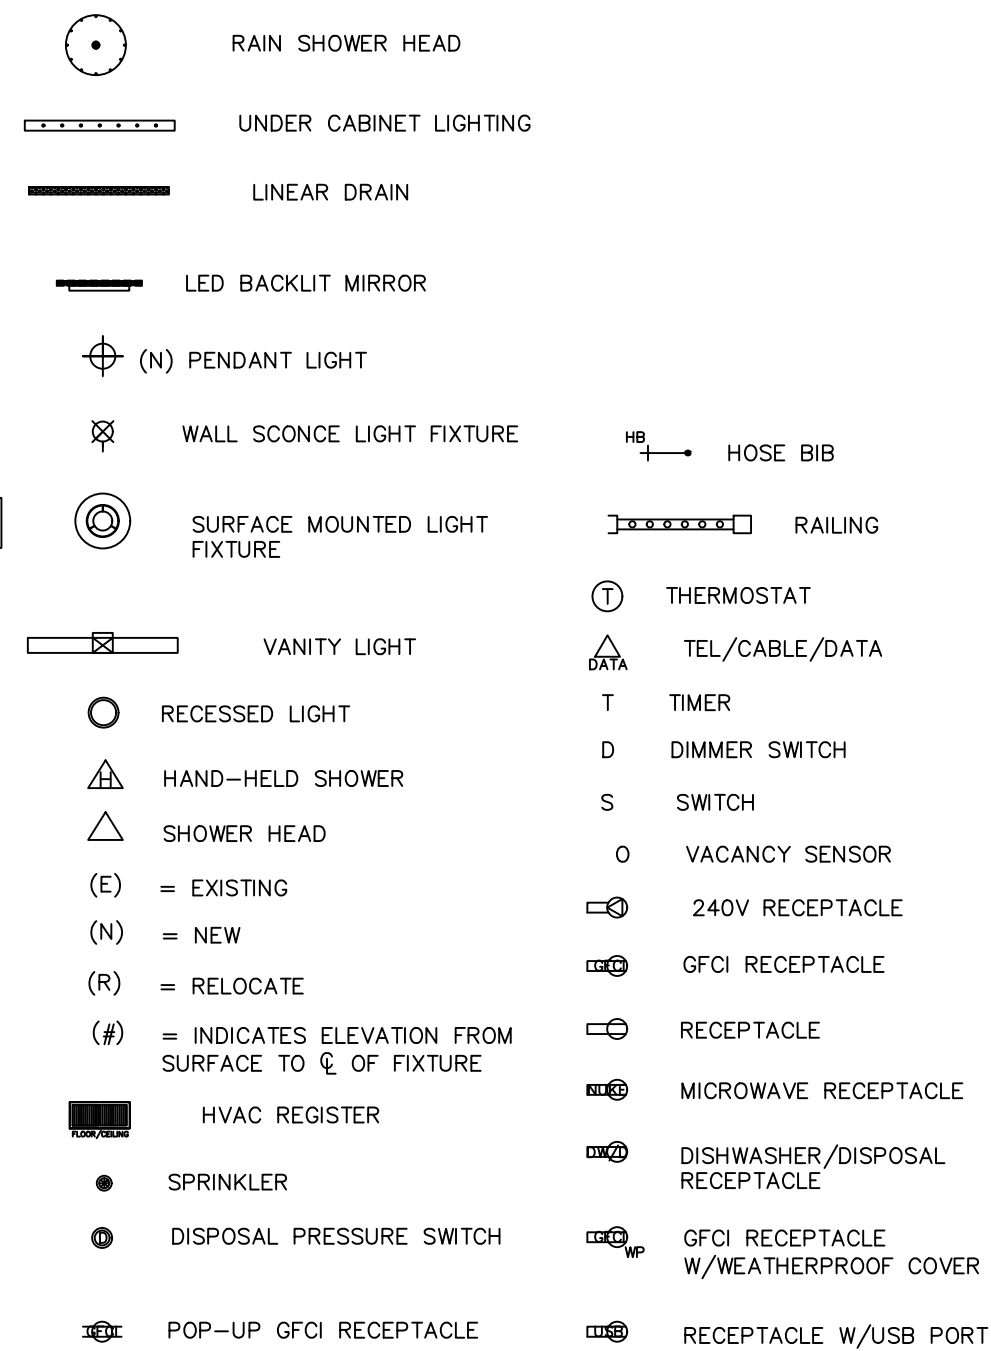 RAIN SHOWER HEAD
UNDER CABINET LIGHTING
LINEAR DRAIN
LED BACKLIT MIRROR
(N) PENDANT LIGHT
WALL SCONCE LIGHT FIXTURE
SURFACE MOUNTED LIGHT
FIXTURE
VANITY LIGHT
RECESSED LIGHT
H HAND-HELD SHOWER
SHOWER HEAD
(E) = EXISTING
(N) = NEW
(R) = RELOCATE
(#) = INDICATES ELEVATION FROM
SURFACE TO ℄ OF FIXTURE
HVAC REGISTER
FLOOR/CEILING
SPRINKLER
D DISPOSAL PRESSURE SWITCH
GFCI POP-UP GFCI RECEPTACLE
HB
HOSE BIB
RAILING
T THERMOSTAT
TEL/CABLE/DATA
DATA
T TIMER
D DIMMER SWITCH
S SWITCH
O VACANCY SENSOR
240V RECEPTACLE
GFCI GFCI RECEPTACLE
RECEPTACLE
NUKE MICROWAVE RECEPTACLE
DW/D DISHWASHER/DISPOSAL
RECEPTACLE
GFCI GFCI RECEPTACLE
WP W/WEATHERPROOF COVER
USB RECEPTACLE W/USB PORT